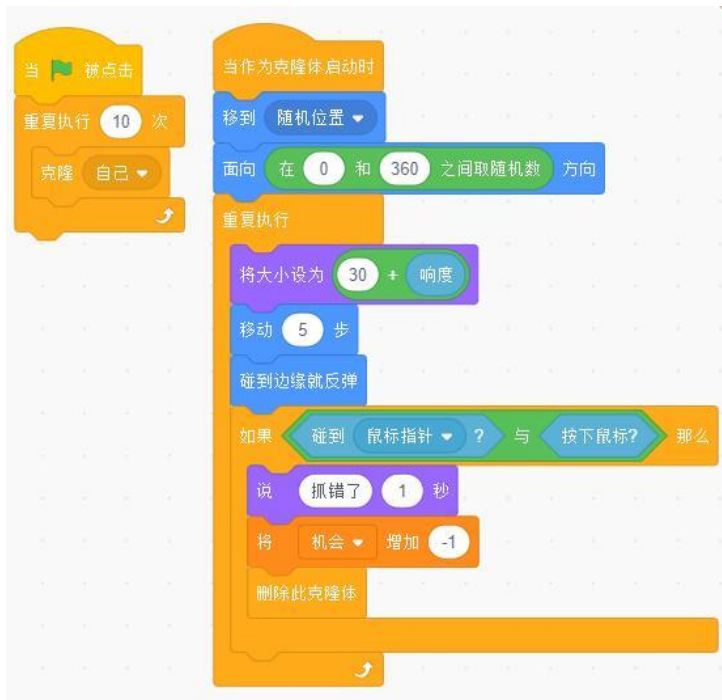 当 被点击
重复执行 10 次
克隆 自己
当作为克隆体启动时
移到 随机位置
面向 在 0 和 360 之间取随机数 方向
重复执行
将大小设为 30 + 响度
移动 5 步
碰到边缘就反弹
如果 碰到 鼠标指针 ? 与 按下鼠标? 那么
说 抓错了 1 秒
将 机会 增加 -1
删除此克隆体